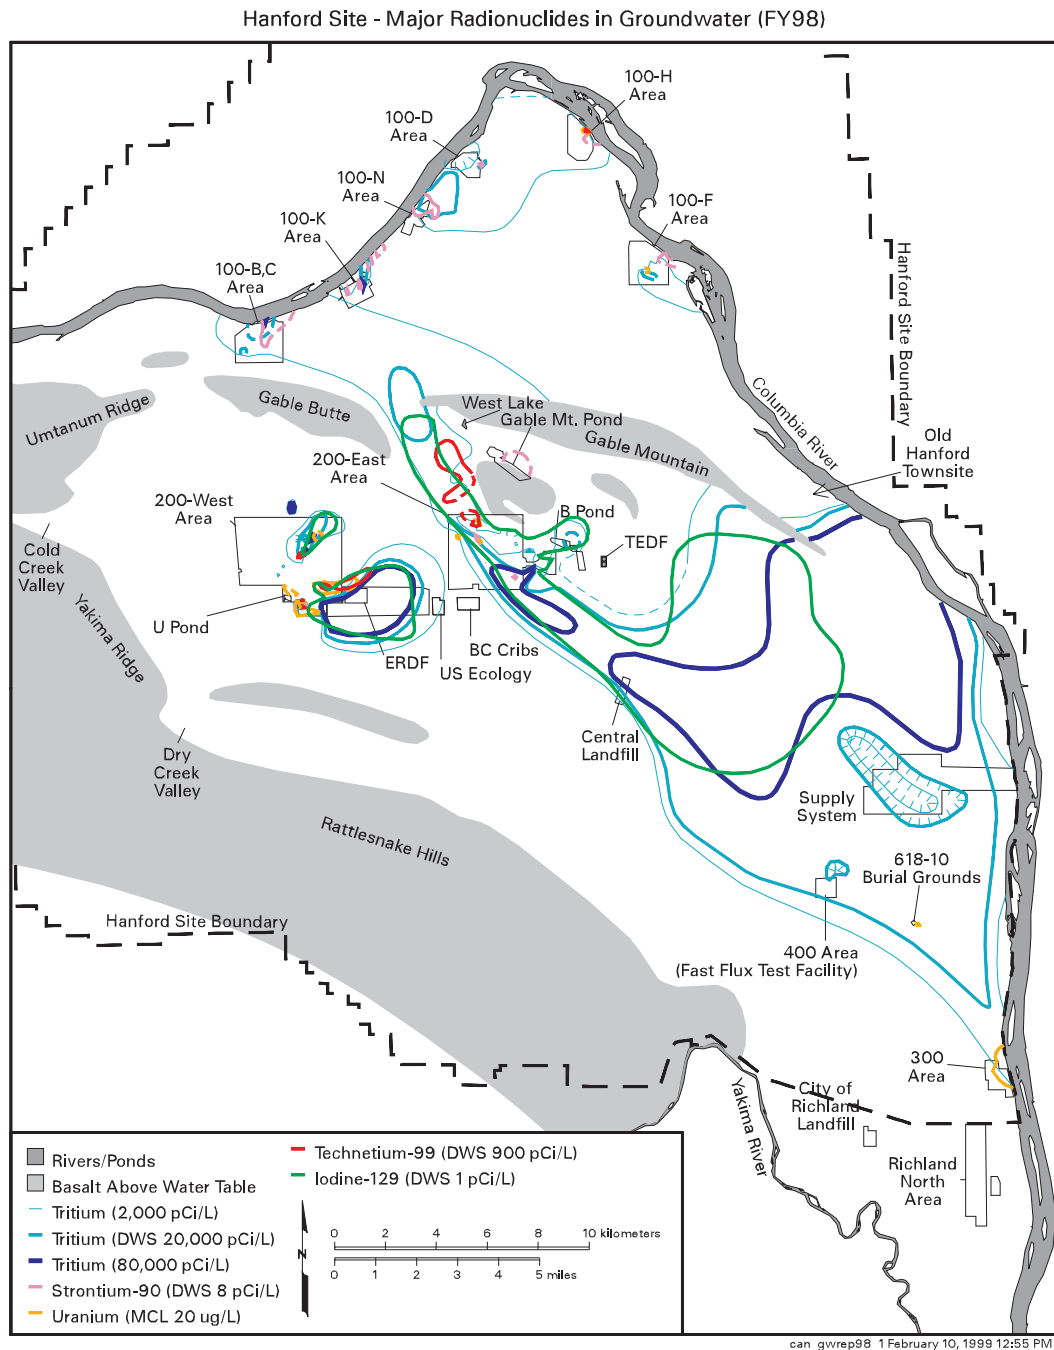 Hanford Site - Major Radionuclides in Groundwater (FY98)
100-H
Area
100-D
Area
100-N
Area
100-K
Area
100-F
Area
100-B,C
Area
Hanford Site Boundary
Columbia River
Umtanum Ridge
Gable Butte
West Lake
Gable Mt. Pond
Gable Mountain
Old
Hanford
Townsite
200-East
Area
200-West
Area
B Pond
TEDF
Cold
Creek
Valley
Yakima Ridge
U Pond
ERDF
BC Cribs
US Ecology
Central
Landfill
Dry
Creek
Valley
Supply
System
Rattlesnake Hills
618-10
Burial Grounds
Hanford Site Boundary
400 Area
(Fast Flux Test Facility)
300
Area
Yakima River
City of
Richland
Landfill
Richland
North
Area
Rivers/Ponds
Basalt Above Water Table
Tritium (2,000 pCi/L)
Tritium (DWS 20,000 pCi/L)
Tritium (80,000 pCi/L)
Strontium-90 (DWS 8 pCi/L)
Uranium (MCL 20 ug/L)
Technetium-99 (DWS 900 pCi/L)
Iodine-129 (DWS 1 pCi/L)
N
0 2 4 6 8 10 kilometers
0 1 2 3 4 5 miles
can_gwrep98 1 February 10, 1999 12:55 PM